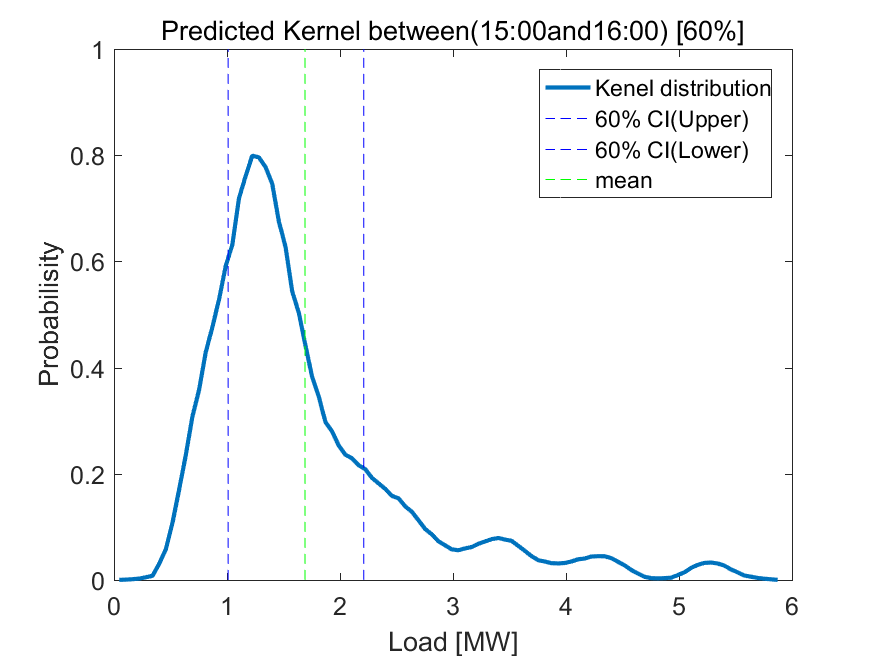 Predicted Kernel between(15:00and16:00) [60%]
Kenel distribution
60% CI(Upper)
60% CI(Lower)
mean
Probabilisity
1
0.8
0.6
0.4
0.2
0
0 1 2 3 4 5 6
Load [MW]